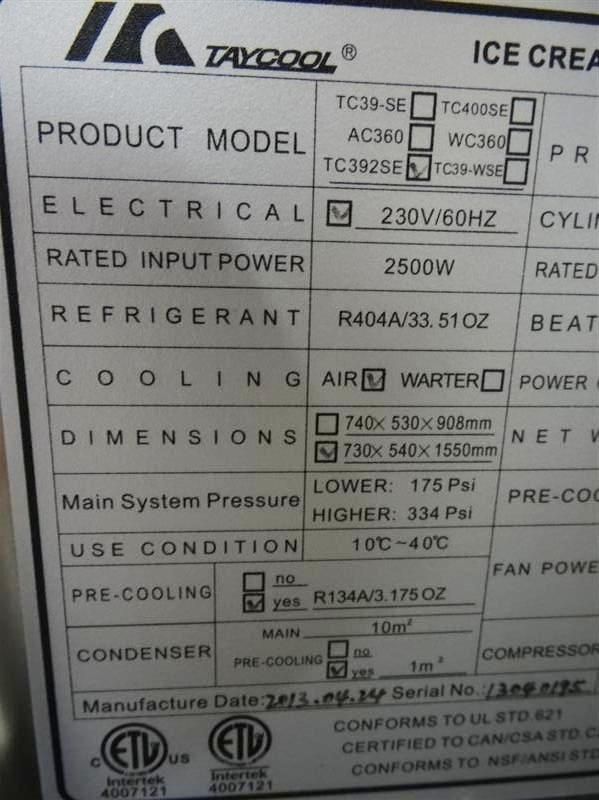 TAYCOOL® ICE CREA
PRODUCT MODEL TC39-SE TC400SE P R
AC360 WC360
TC392SE TC39-WSE
ELECTRICAL 230V/60HZ CYLI
RATED INPUT POWER 2500W RATED
REFRIGERANT R404A/33.51OZ BEAT
COOLING AIR WARTER POWER
DIMENSIONS 740×530×908mm NET
730×540×1550mm
Main System Pressure LOWER: 175 Psi PRE-COO
HIGHER: 334 Psi
USE CONDITION 10℃~40℃
PRE-COOLING no FAN POWE
yes R134A/3.175OZ
CONDENSER MAIN 10m²
PRE-COOLING no COMPRESSOR
yes 1m²
Manufacture Date: 2013.04.24 Serial No.: 13040195
C ETL US ETL CONFORMS TO UL STD.621
Intertek Intertek CERTIFIED TO CAN/CSA STD.C
4007121 4007121 CONFORMS TO NSF/ANSI STD